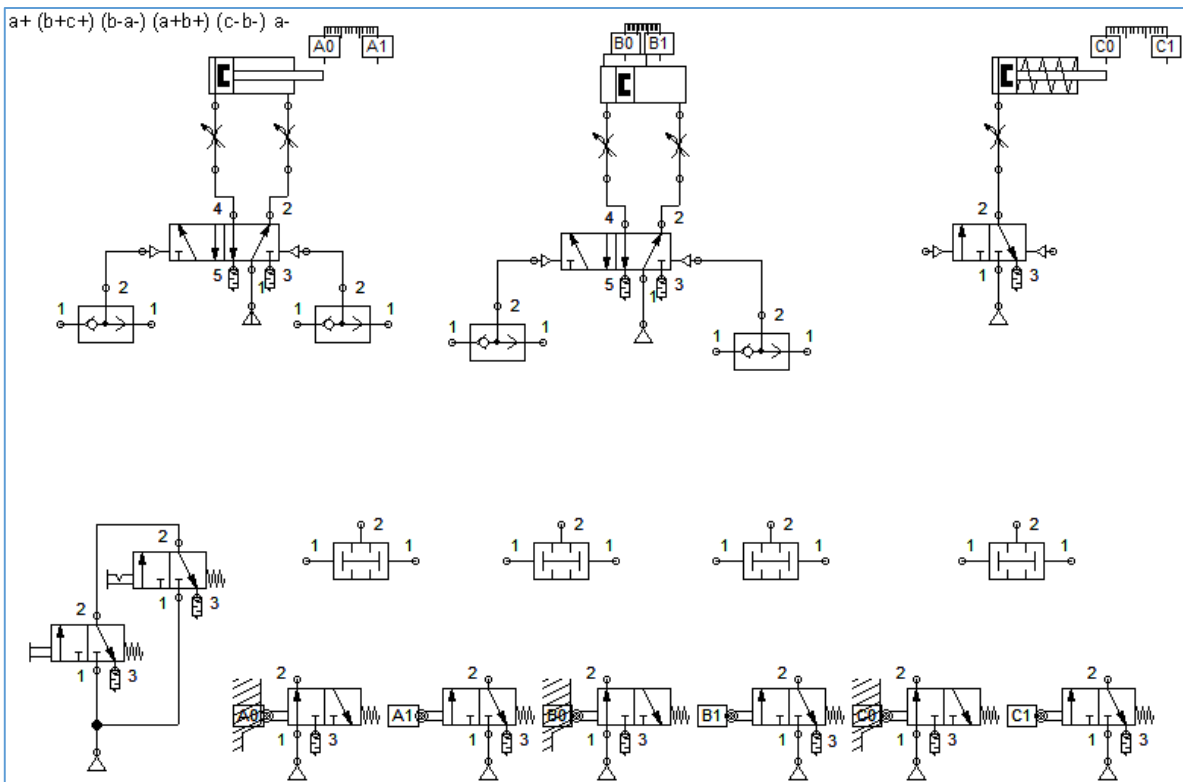 a+ (b+c+) (b-a-) (a+b+) (c-b-) a-
A0 A1 B0 B1 C0 C1
4 2 4 2 2
5 1 3 5 1 3 1 3
2 2 2 2
1 1 1 1 1 1 1 1
2 2 2 2 2
1 1 1 1 1 1 1 1
2 1 3
1 3
2 2 2 2 2 2
A0 A1 B0 B1 C0 C1
1 3 1 3 1 3 1 3 1 3 1 3